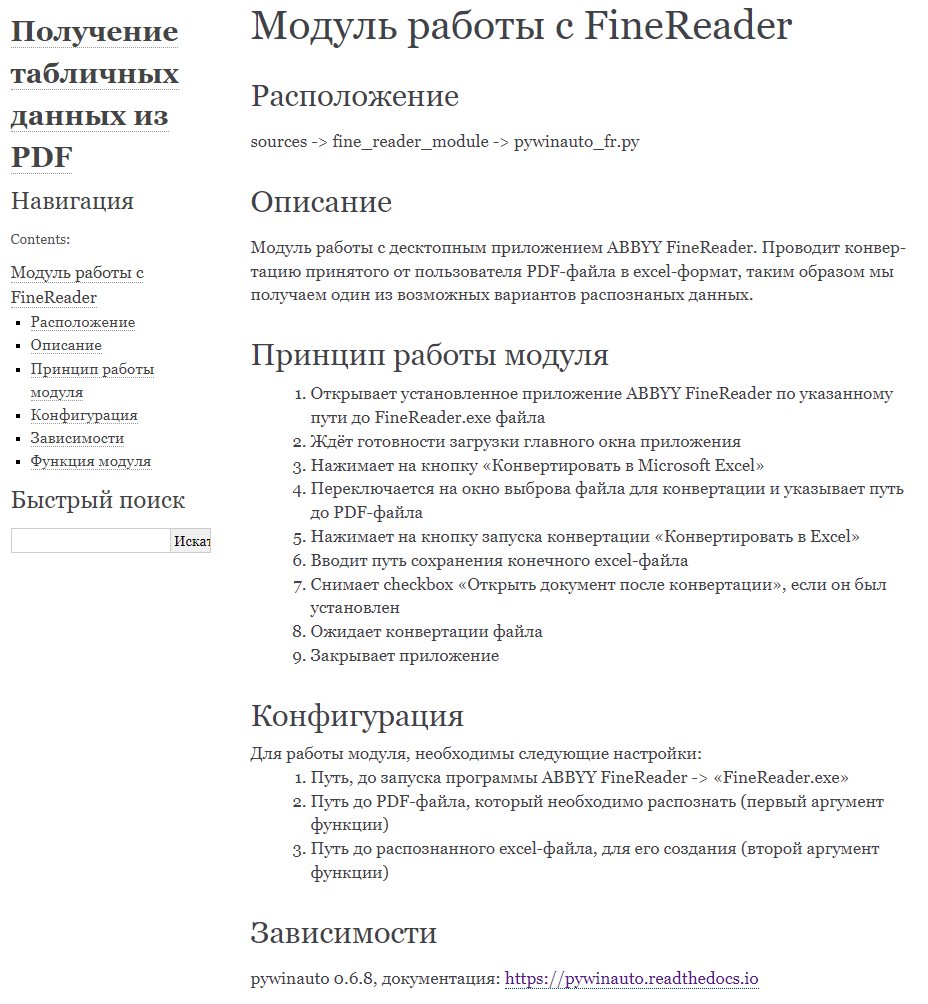 Получение
табличных
данных из
PDF
Навигация
Contents:
Модуль работы с
FineReader
Расположение
Описание
Принцип работы
модуля
Конфигурация
Зависимости
Функция модуля
Быстрый поиск
Искат
Модуль работы с FineReader
Расположение
sources -> fine_reader_module -> pywinauto_fr.py
Описание
Модуль работы с десктопным приложением ABBYY FineReader. Проводит конвер-
тацию принятого от пользователя PDF-файла в excel-формат, таким образом мы
получаем один из возможных вариантов распознаных данных.
Принцип работы модуля
1. Открывает установленное приложение ABBYY FineReader по указанному
пути до FineReader.exe файла
2. Ждёт готовности загрузки главного окна приложения
3. Нажимает на кнопку «Конвертировать в Microsoft Excel»
4. Переключается на окно выброва файла для конвертации и указывает путь
до PDF-файла
5. Нажимает на кнопку запуска конвертации «Конвертировать в Excel»
6. Вводит путь сохранения конечного excel-файла
7. Снимает checkbox «Открыть документ после конвертации», если он был
установлен
8. Ожидает конвертации файла
9. Закрывает приложение
Конфигурация
Для работы модуля, необходимы следующие настройки:
1. Путь, до запуска программы ABBYY FineReader -> «FineReader.exe»
2. Путь до PDF-файла, который необходимо распознать (первый аргумент
функции)
3. Путь до распознанного excel-файла, для его создания (второй аргумент
функции)
Зависимости
pywinauto 0.6.8, документация: https://pywinauto.readthedocs.io